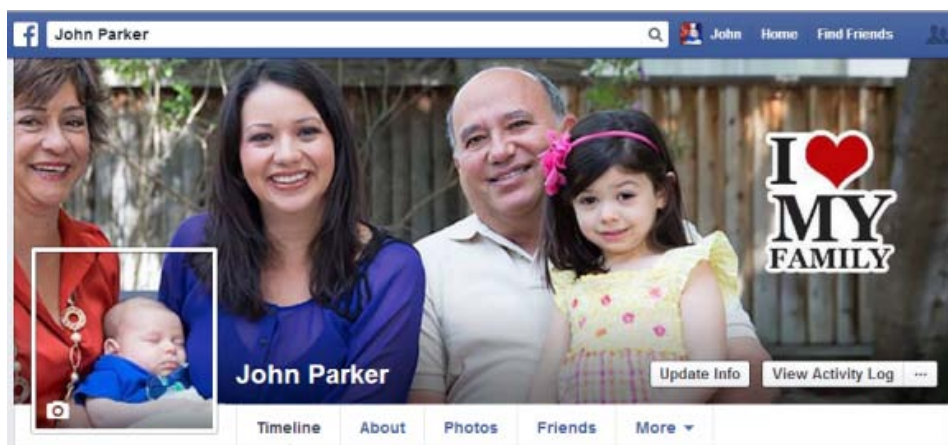 f John Parker John Home Find Friends
I
MY
FAMILY
John Parker
Update Info View Activity Log ...
Timeline About Photos Friends More